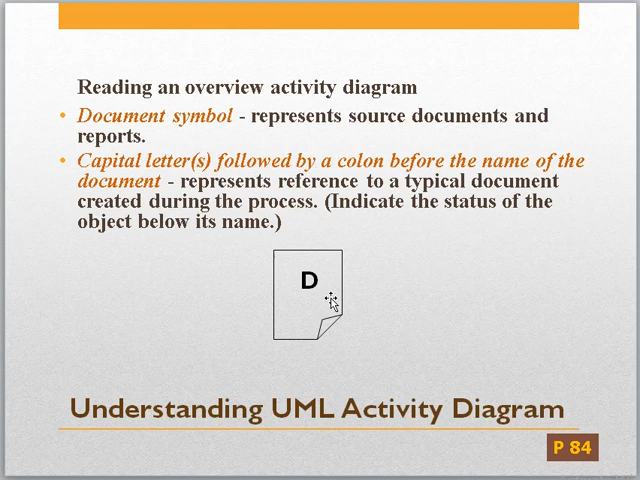 Reading an overview activity diagram
• Document symbol - represents source documents and
reports.
• Capital letter(s) followed by a colon before the name of the
document - represents reference to a typical document
created during the process. (Indicate the status of the
object below its name.)
D
Understanding UML Activity Diagram
P 84